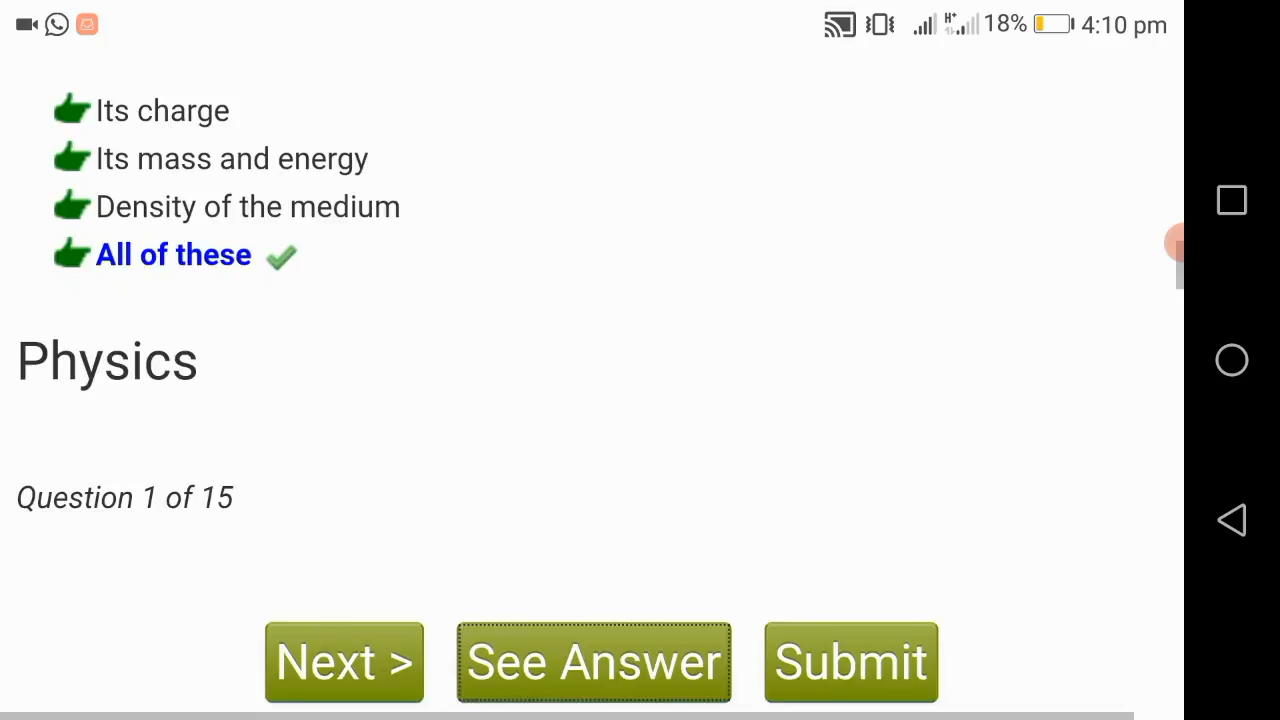 18% 4:10 pm
Its charge
Its mass and energy
Density of the medium
All of these
Physics
Question 1 of 15
Next > See Answer Submit